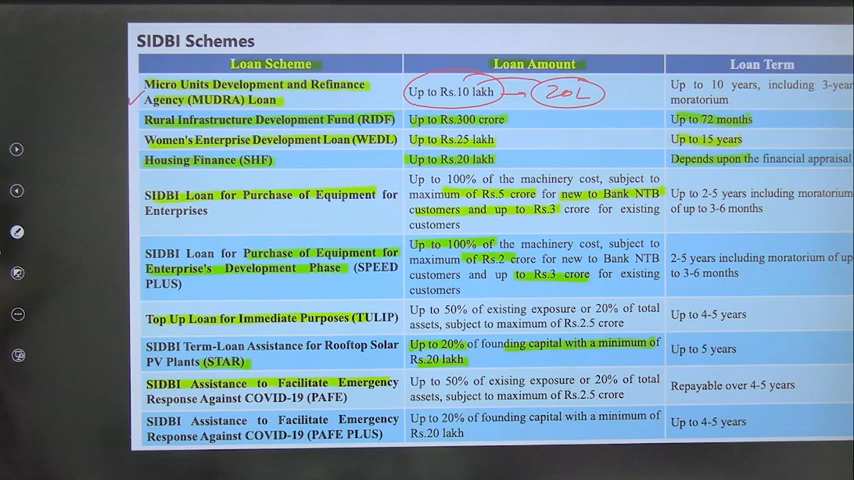 SIDBI Schemes
Loan Scheme Loan Amount Loan Term
Micro Units Development and Refinance
Agency (MUDRA) Loan
Up to Rs.10 lakh
20L
Up to 10 years, including 3-year
moratorium
Rural Infrastructure Development Fund (RIDF) Up to Rs.300 crore Up to 72 months
Women's Enterprise Development Loan (WEDL) Up to Rs.25 lakh Up to 15 years
Housing Finance (SHF) Up to Rs.20 lakh Depends upon the financial appraisal
SIDBI Loan for Purchase of Equipment for
Enterprises
Up to 100% of the machinery cost, subject to
maximum of Rs.5 crore for new to Bank NTB
customers and up to Rs.3 crore for existing
customers
Up to 2-5 years including moratorium
of up to 3-6 months
SIDBI Loan for Purchase of Equipment for
Enterprise's Development Phase (SPEED
PLUS)
Up to 100% of the machinery cost, subject to
maximum of Rs.2 crore for new to Bank NTB
customers and up to Rs.3 crore for existing
customers
2-5 years including moratorium of up
to 3-6 months
Top Up Loan for Immediate Purposes (TULIP)
Up to 50% of existing exposure or 20% of total
assets, subject to maximum of Rs.2.5 crore
Up to 4-5 years
SIDBI Term-Loan Assistance for Rooftop Solar
PV Plants (STAR)
Up to 20% of founding capital with a minimum of
Rs.20 lakh
Up to 5 years
SIDBI Assistance to Facilitate Emergency
Response Against COVID-19 (PAFE)
Up to 50% of exising exposure or 20% of total
assets, subject to maximum of Rs.2.5 crore
Repayable over 4-5 years
SIDBI Assistance to Facilitate Emergency
Response Against COVID-19 (PAFE PLUS)
Up to 20% of founding capital with a minimum of
Rs.20 lakh
Up to 4-5 years